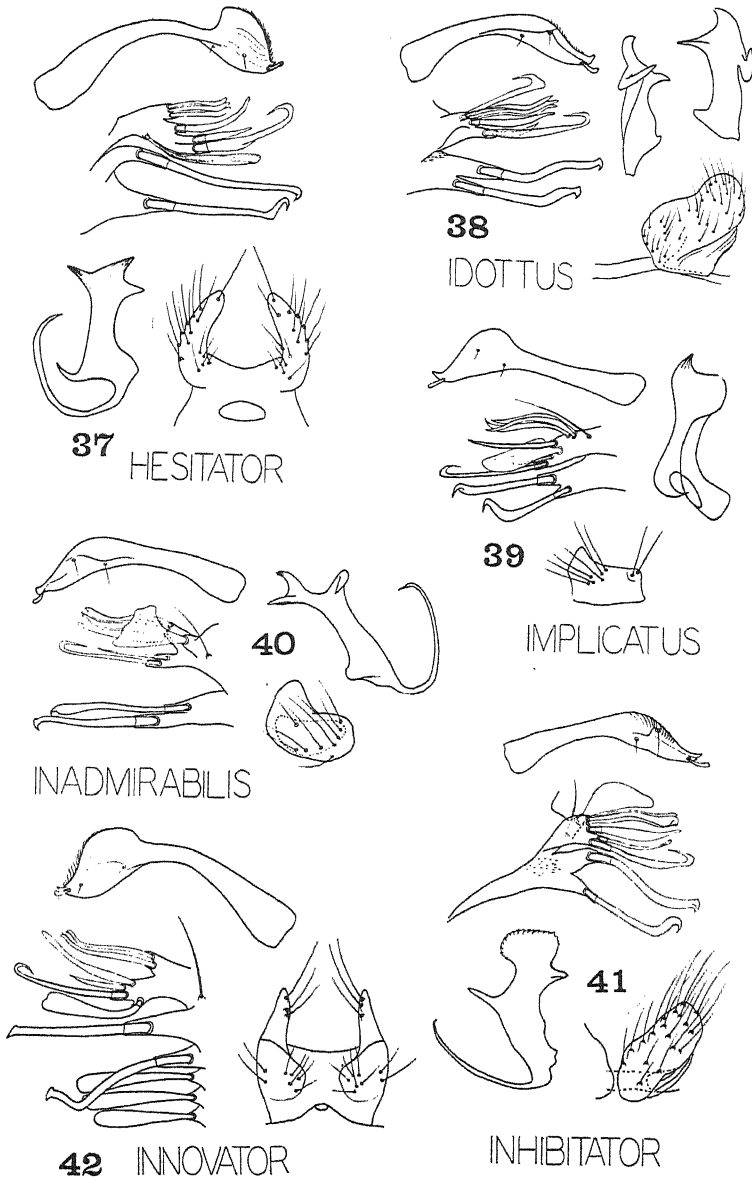 37 HESITATOR
38
IDOTTUS
39
IMPLICATUS
40
INADMIRABILIS
41
INHIBITATOR
42 INNOVATOR